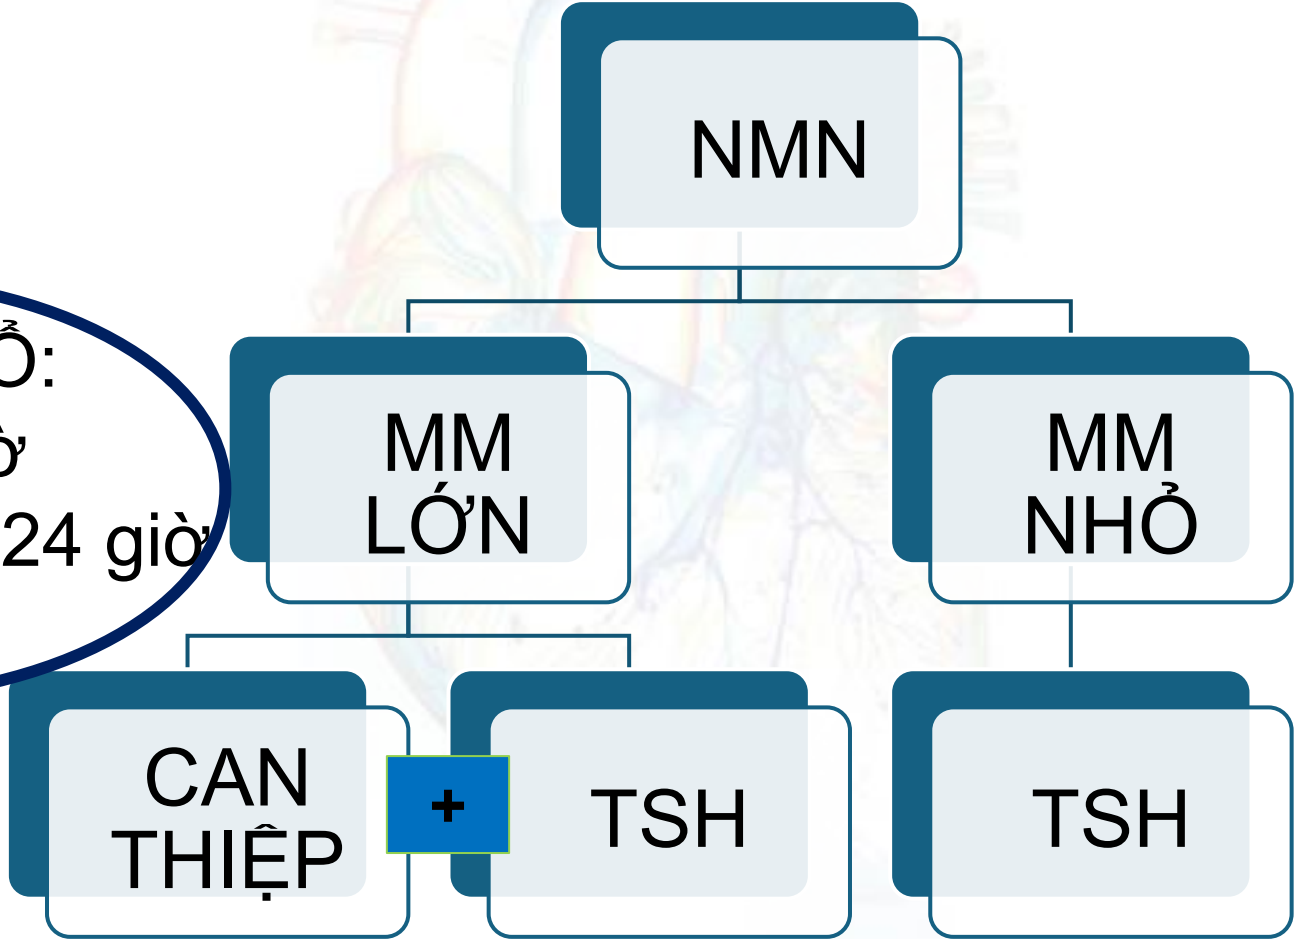 NMN
Ổ:
ờ
24 giờ
MM
LỚN
MM
NHỎ
CAN
THIỆP
+
TSH
TSH